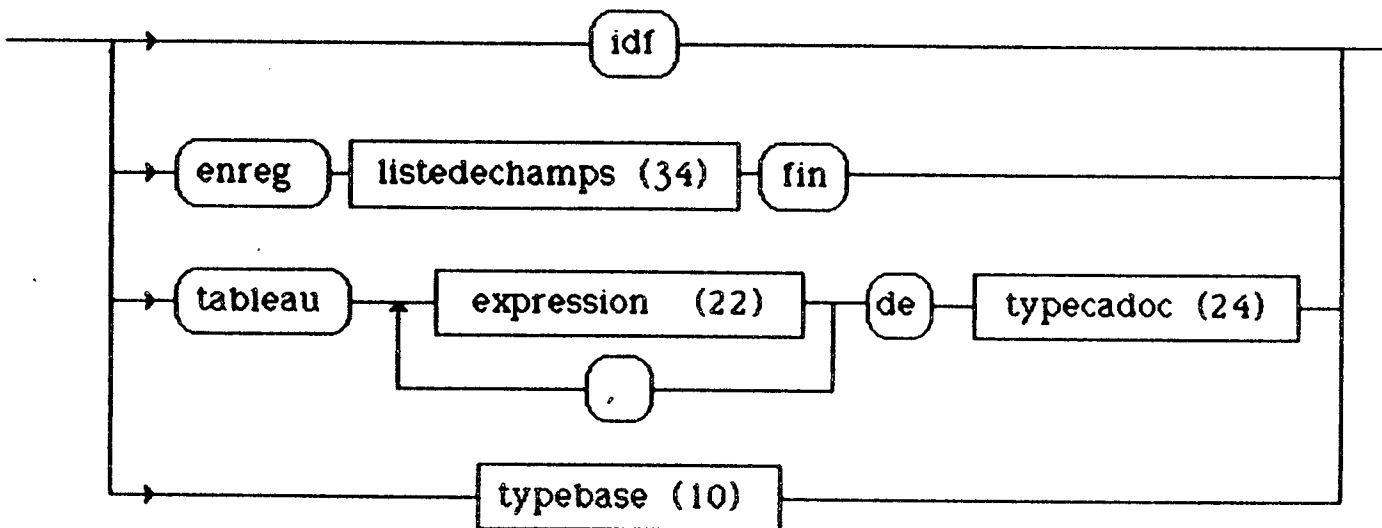 idf
enreg listedechamps (34) fin
tableau expression (22) de typecadoc (24)
,
typebase (10)